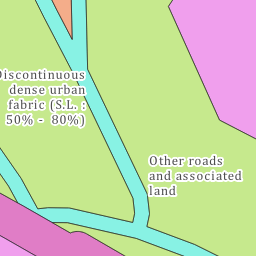 Discontinuous
dense urban
fabric (S.L. :
50% - 80%)
Other roads
and associated
land